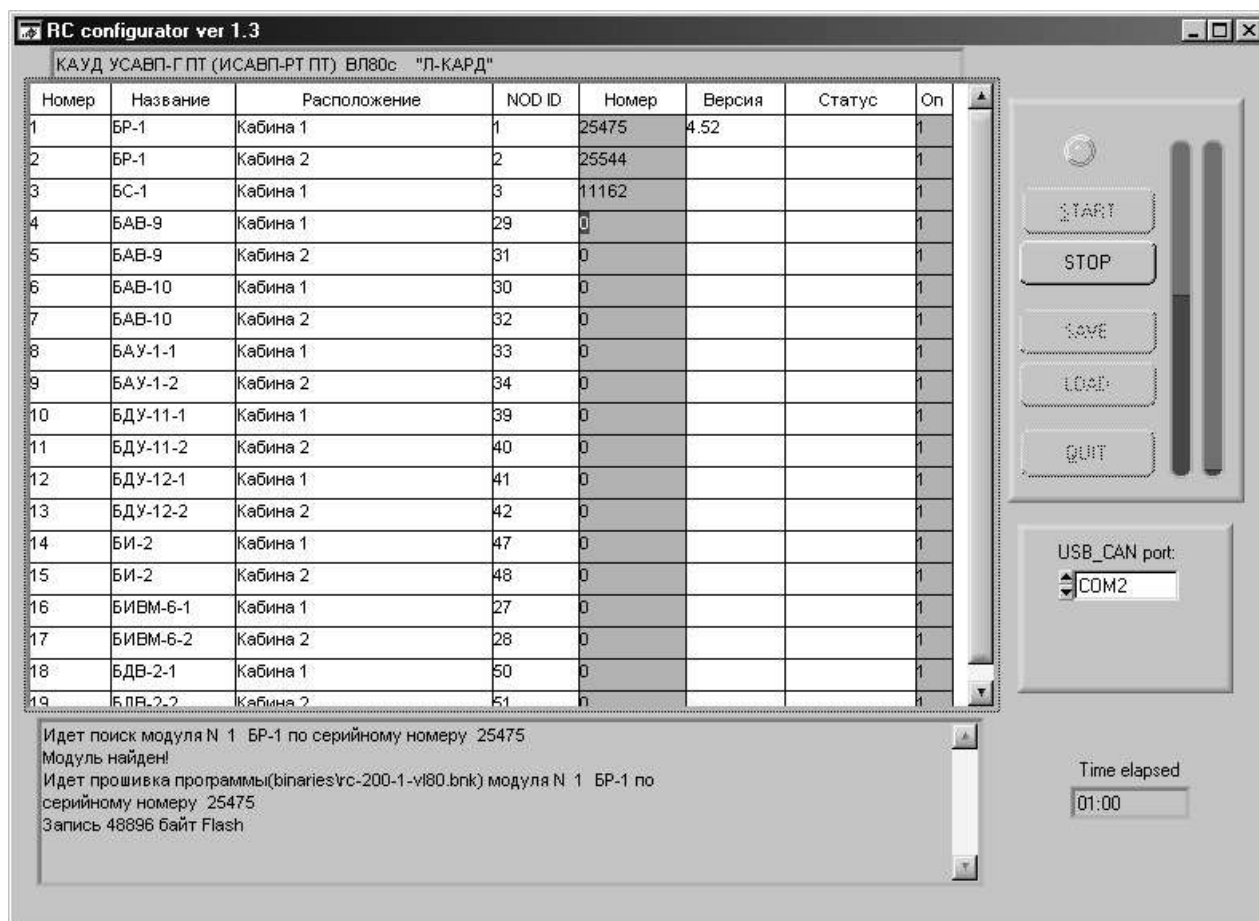 RC configurator ver 1.3
КАУД УСАВП-Г ПТ (ИСАВП-РТ ПТ) ВЛ80с "Л-КАРД"
Номер Название Расположение NOD ID Номер Версия Статус On
1 БР-1 Кабина 1 1 25475 4.52 1
2 БР-1 Кабина 2 2 25544 1
3 БС-1 Кабина 1 3 11162 1
4 БАВ-9 Кабина 1 29 0 1
5 БАВ-9 Кабина 2 31 0 1
6 БАВ-10 Кабина 1 30 0 1
7 БАВ-10 Кабина 2 32 0 1
8 БАУ-1-1 Кабина 1 33 0 1
9 БАУ-1-2 Кабина 2 34 0 1
10 БДУ-11-1 Кабина 1 39 0 1
11 БДУ-11-2 Кабина 2 40 0 1
12 БДУ-12-1 Кабина 1 41 0 1
13 БДУ-12-2 Кабина 2 42 0 1
14 БИ-2 Кабина 1 47 0 1
15 БИ-2 Кабина 2 48 0 1
16 БИВМ-6-1 Кабина 1 27 0 1
17 БИВМ-6-2 Кабина 2 28 0 1
18 БДВ-2-1 Кабина 1 50 0 1
19 БДВ-2-2 Кабина 2 51 0 1
START
STOP
SAVE
LOAD
QUIT
USB_CAN port:
COM2
Идет поиск модуля N 1 БР-1 по серийному номеру 25475
Модуль найден!
Идет прошивка программы(binaries\rc-200-1-vl80.bnk) модуля N 1 БР-1 по
серийному номеру 25475
Запись 48896 байт Flash
Time elapsed
01:00